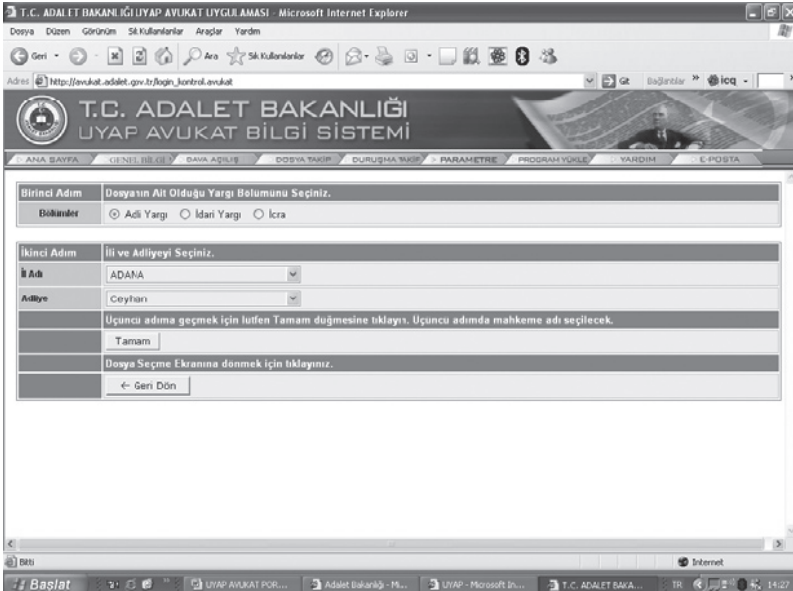 T.C. ADALET BAKANLIĞI UYAP AVUKAT UYGULAMASI - Microsoft Internet Explorer
Dosya Düzen Görünüm Sık Kullanılanlar Araçlar Yardım
Geri Ara Sık Kullanılanlar
Adres http://avukat.adalet.gov.tr/login_kontrol.avukat Git Bağlantılar » icq
T.C. ADALET BAKANLIĞI
UYAP AVUKAT BİLGİ SİSTEMİ
ANA SAYFA GENEL BİLGİ DAVA AÇILIŞ DOSYA TAKİP DURUŞMA TAKİP PARAMETRE PROGRAM YÜKLE YARDIM E-POSTA
Birinci Adım Dosyanın Ait Olduğu Yargı Bölümünü Seçiniz.
Bölümler Adli Yargı İdari Yargı İcra
İkinci Adım İli ve Adliyeyi Seçiniz.
İl Adı ADANA
Adliye Ceyhan
Üçüncü adıma geçmek için lutfen Tamam duğmesine tıklayın. Uçüncü adımda mahkeme adı seçilecek.
Tamam
Dosya Seçme Ekranına dönmek için tıklayınız.
← Geri Dön
Bitti Internet
Başlat UYAP AVUKAT POR... Adalet Bakanlığı - M... UYAP - Microsoft In... T.C. ADALET BAKA... TR 14:27